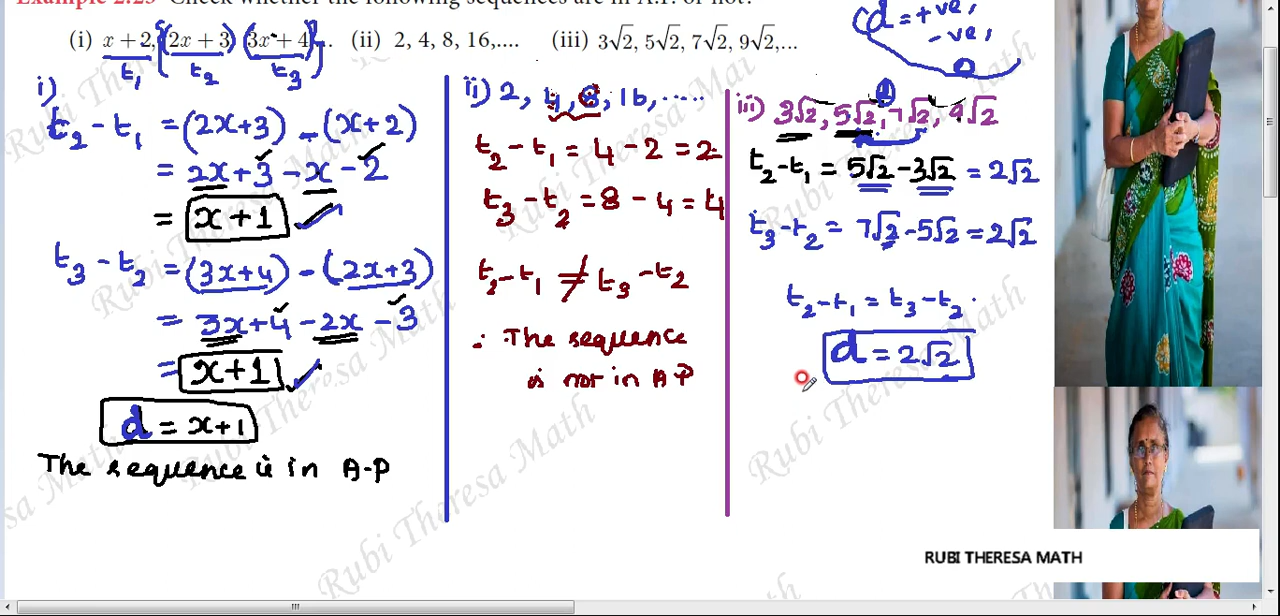 Example 2.23 Check whether the following sequences are in A.P. or not?
(i) x + 2, 2x + 3, 3x + 4,... (ii) 2, 4, 8, 16,.... (iii) 3√2, 5√2, 7√2, 9√2,...
t₁ t₂ t₃
d = +ve,
-ve,
0
i)
t₂ - t₁ = (2x+3) - (x+2)
= 2x + 3 - x - 2
= x + 1
t₃ - t₂ = (3x+4) - (2x+3)
= 3x + 4 - 2x - 3
= x + 1
d = x + 1
The sequence is in A.P
ii) 2, 4, 8, 16, .....
t₂ - t₁ = 4 - 2 = 2
t₃ - t₂ = 8 - 4 = 4
t₂ - t₁ ≠ t₃ - t₂
∴ The sequence
is not in A P
iii) 3√2, 5√2, 7√2, 9√2
t₂ - t₁ = 5√2 - 3√2 = 2√2
t₃ - t₂ = 7√2 - 5√2 = 2√2
t₂ - t₁ = t₃ - t₂.
d = 2√2
Rubi Theresa Math
RUBI THERESA MATH